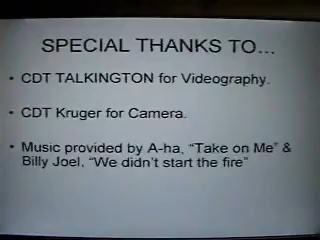 SPECIAL THANKS TO...
• CDT TALKINGTON for Videography.
• CDT Kruger for Camera.
• Music provided by A-ha, “Take on Me” &
Billy Joel, “We didn’t start the fire”